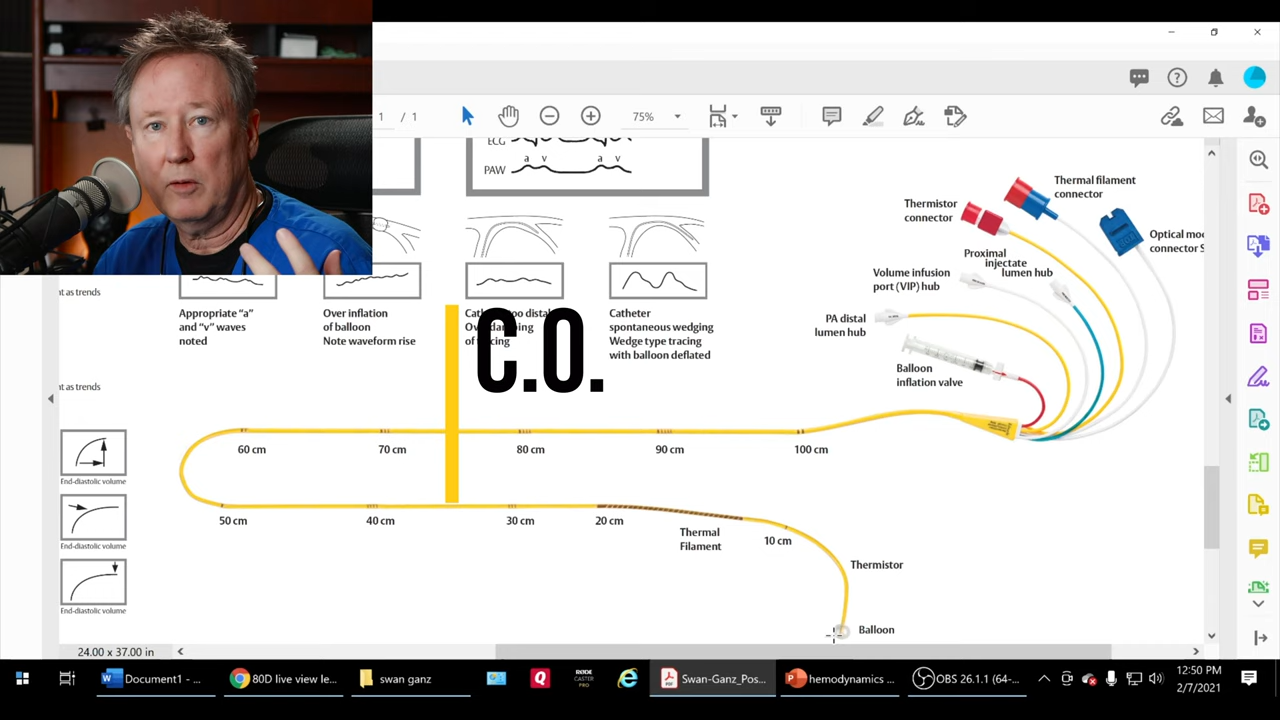 1 / 1
75%
ECG
PAW
a v
a v
Thermal filament
connector
Thermistor
connector
Optical mod
connector S
Proximal
injectate
lumen hub
Volume infusion
port (VIP) hub
PA distal
lumen hub
Balloon
inflation valve
nt as trends
Appropriate "a"
and "v" waves
noted
Over inflation
of balloon
Note waveform rise
C.O.
Catheter
spontaneous wedging
Wedge type tracing
with balloon deflated
nt as trends
60 cm
70 cm
80 cm
90 cm
100 cm
End-diastolic volume
50 cm
40 cm
30 cm
20 cm
Thermal
Filament
10 cm
End-diastolic volume
Thermistor
End-diastolic volume
Balloon
24.00 x 37.00 in
Document1 - ...
80D live view le...
swan ganz
Swan-Ganz_Pos...
hemodynamics ...
OBS 26.1.1 (64-...
12:50 PM
2/7/2021